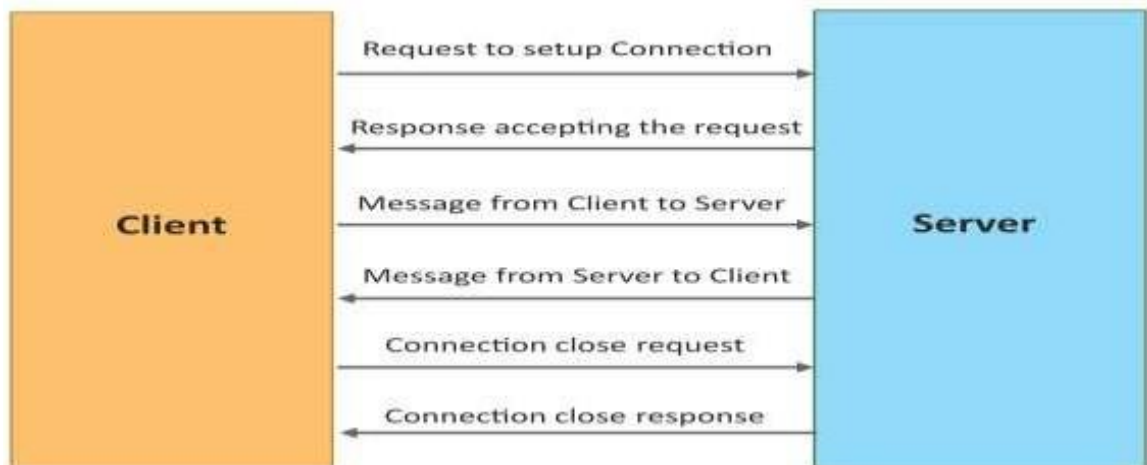 Request to setup Connection
Response accepting the request
Client
Message from Client to Server
Server
Message from Server to Client
Connection close request
Connection close response